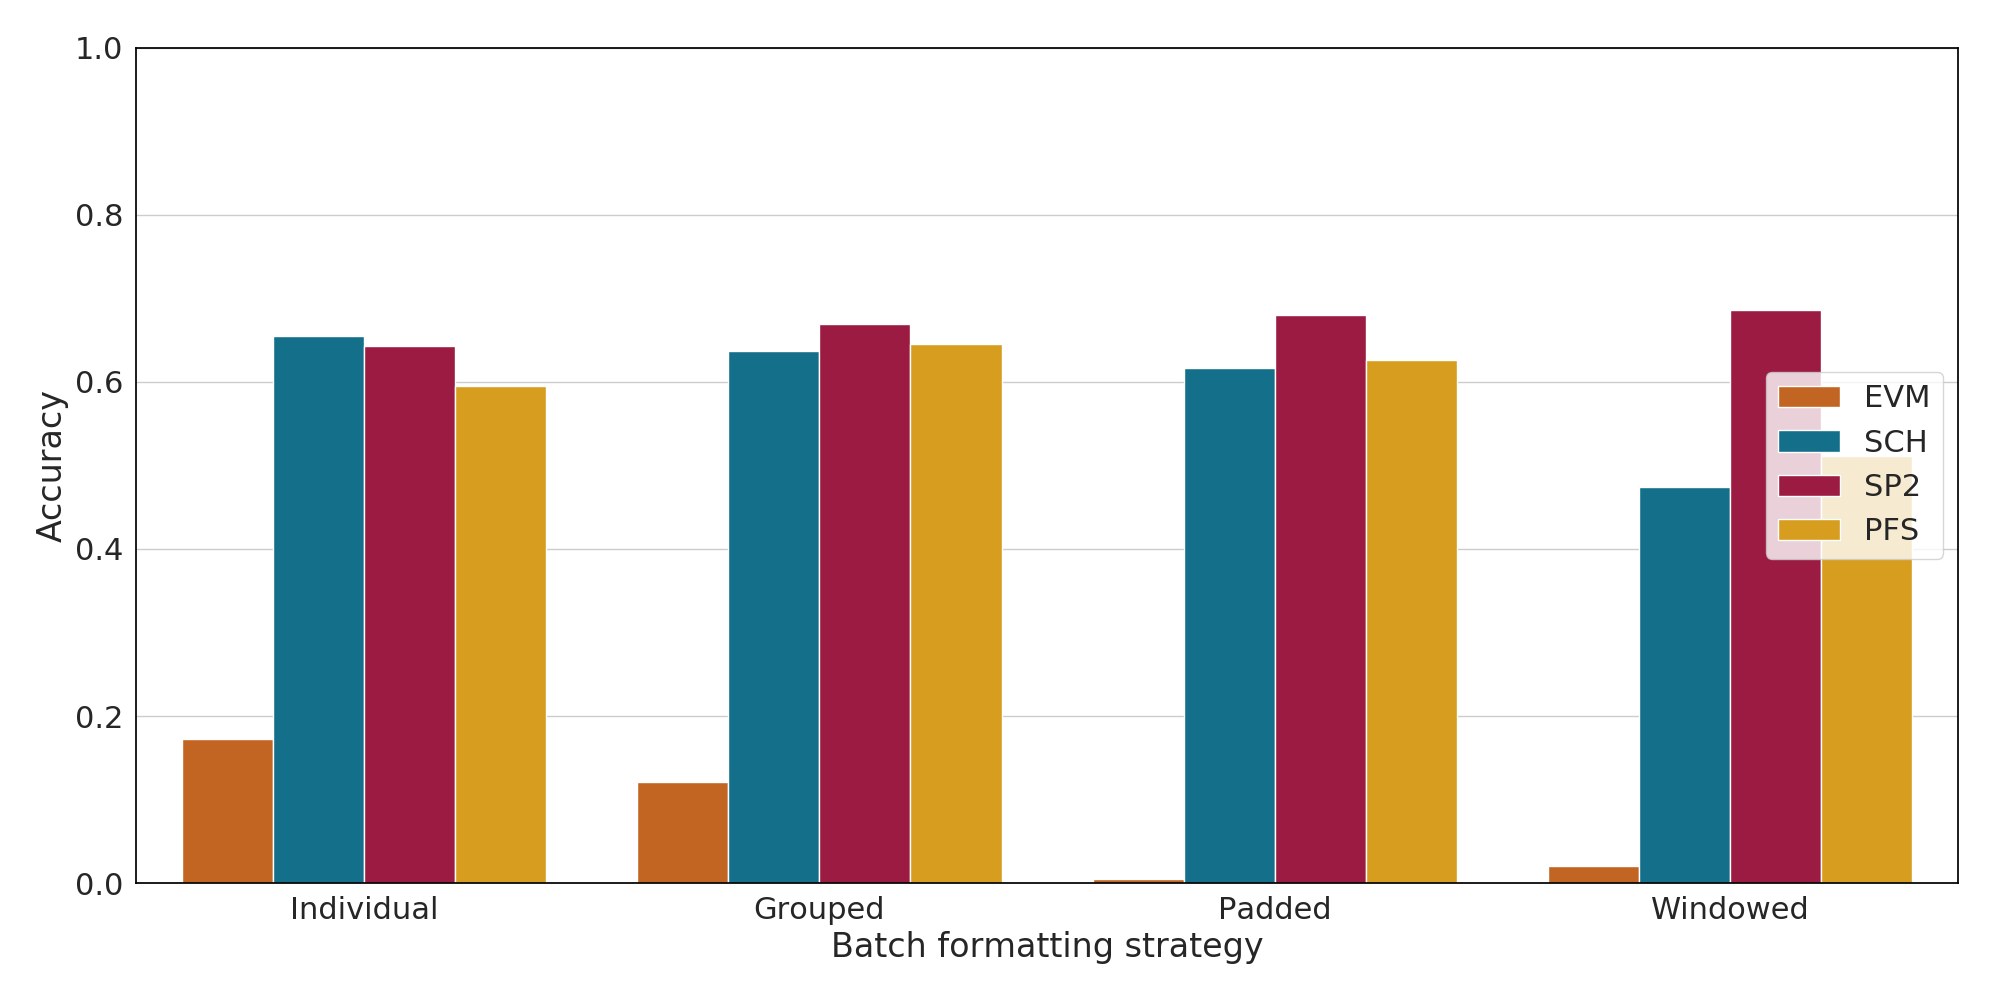 1.0
0.8
0.6
0.4
0.2
0.0
Accuracy
EVM
SCH
SP2
PFS
Individual
Grouped
Padded
Windowed
Batch formatting strategy